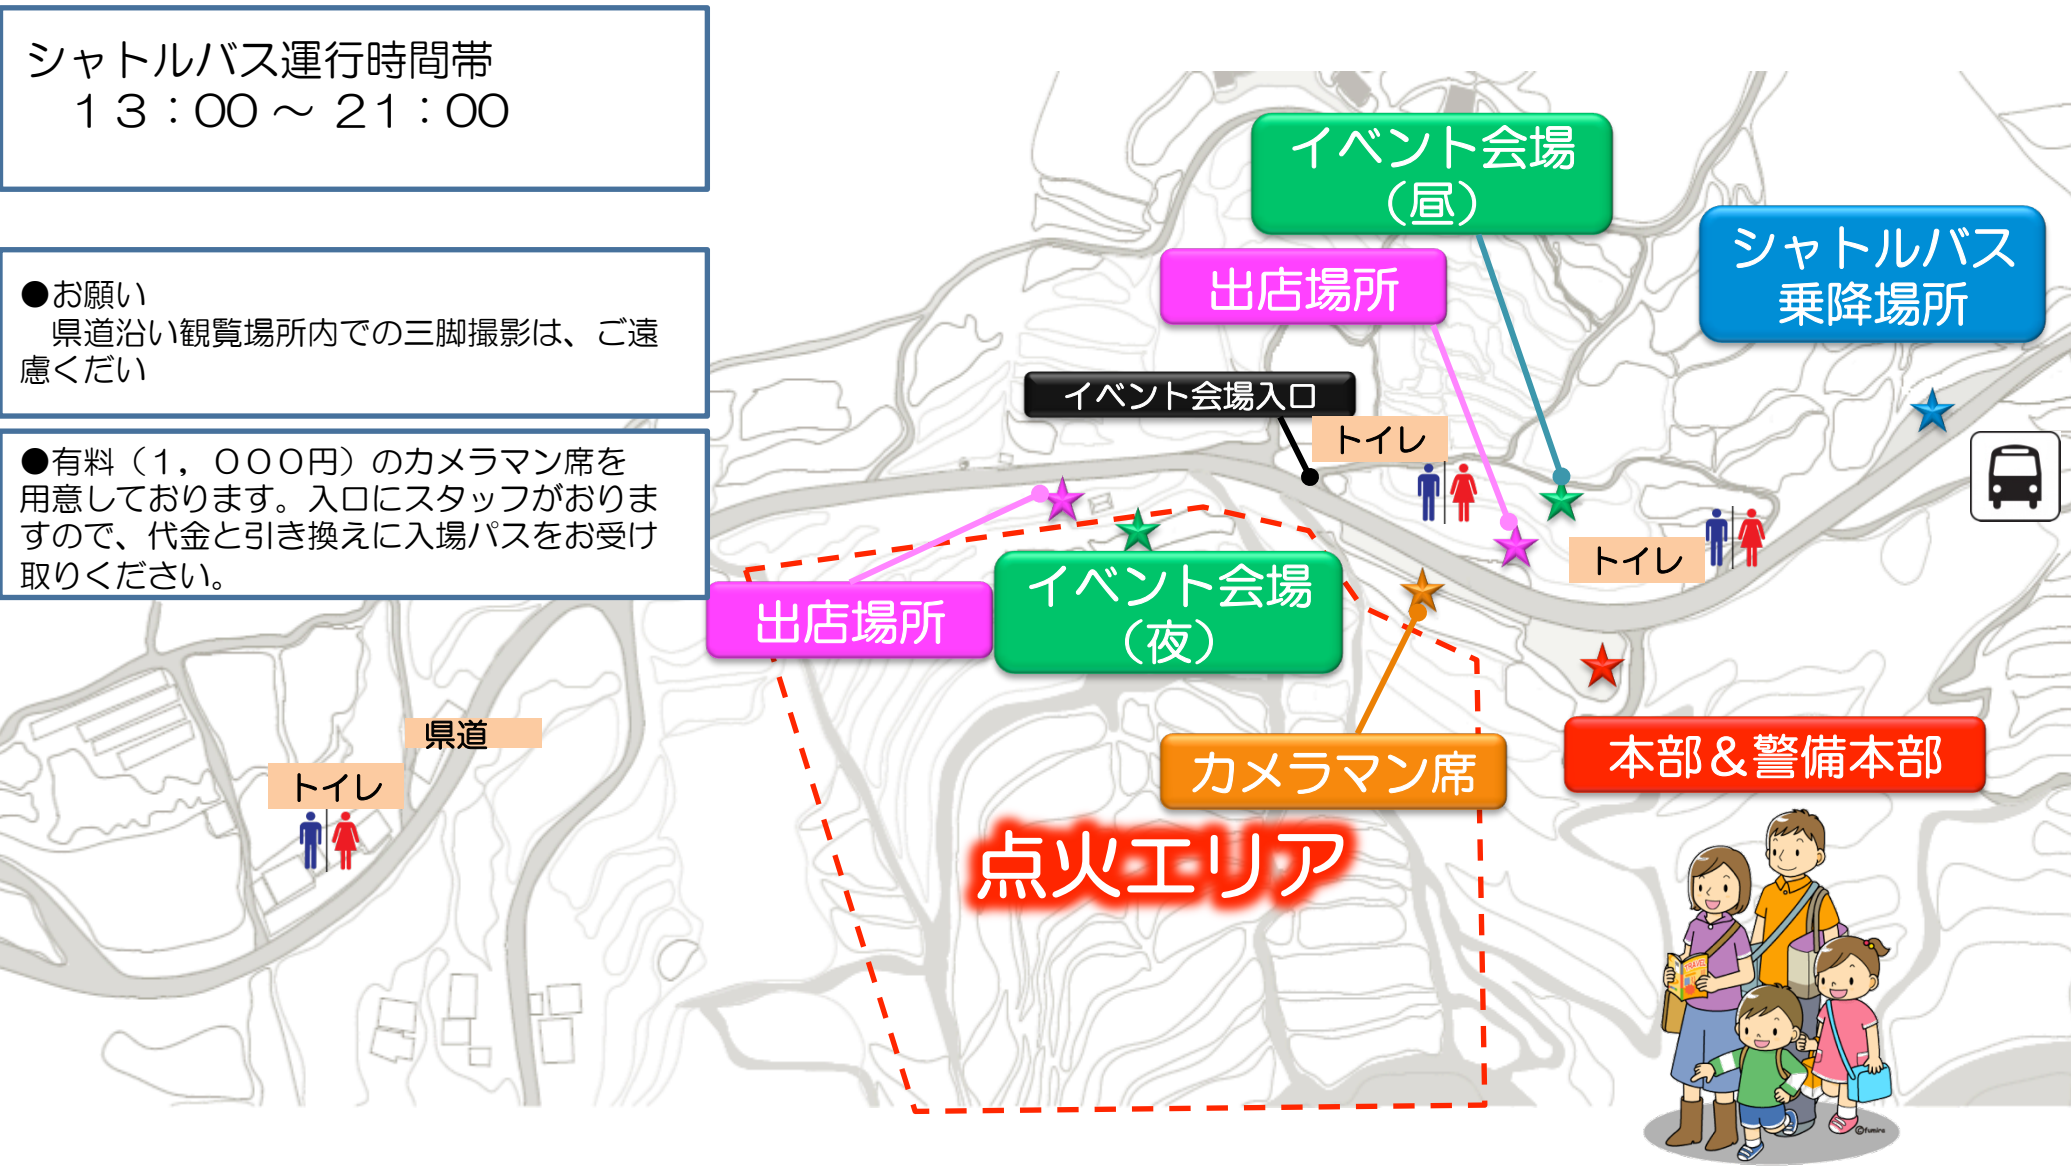 シャトルバス運行時間帯
１３：００～２１：００
●お願い
県道沿い観覧場所内での三脚撮影は、ご遠
慮くだい
●有料（１，０００円）のカメラマン席を
用意しております。入口にスタッフがおりま
すので、代金と引き換えに入場パスをお受け
取りください。
イベント会場
（昼）
出店場所
シャトルバス
乗降場所
イベント会場入口
トイレ
トイレ
出店場所
イベント会場
（夜）
県道
トイレ
カメラマン席
本部＆警備本部
点火エリア
TRAVEL
©fumira